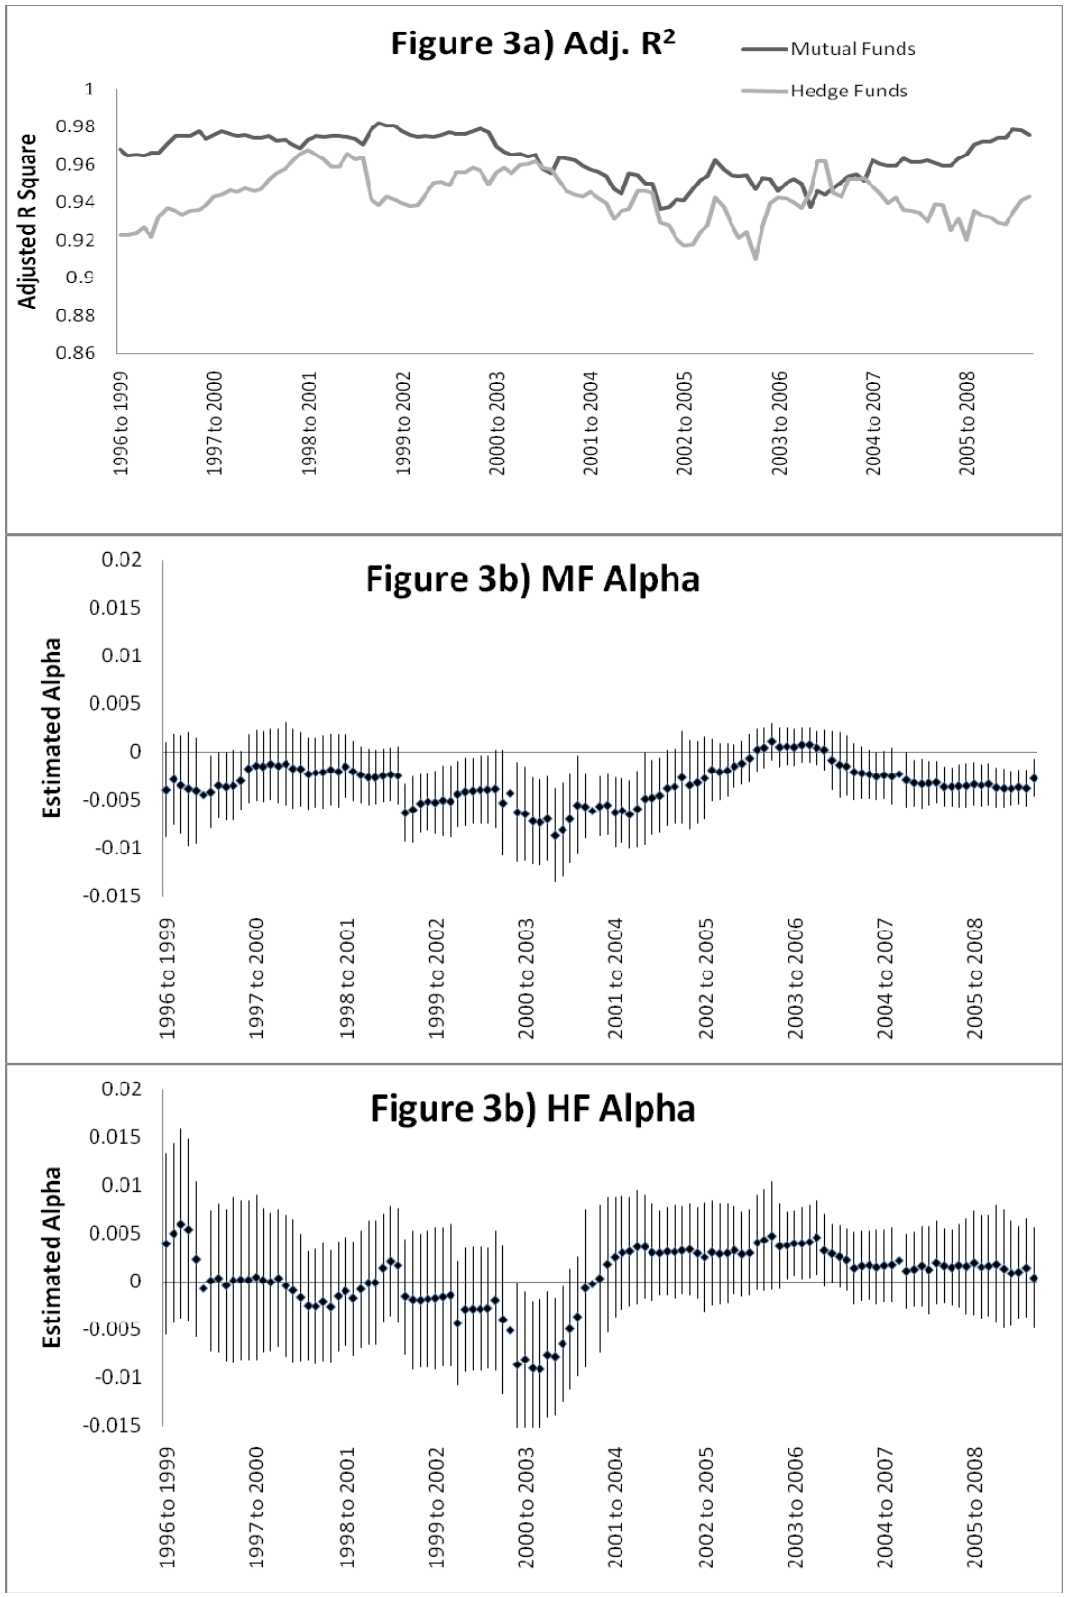 Figure 3a) Adj. R²
Mutual Funds
Hedge Funds
Adjusted R Square
1
0.98
0.96
0.94
0.92
0.9
0.88
0.86
1996 to 1999
1997 to 2000
1998 to 2001
1999 to 2002
2000 to 2003
2001 to 2004
2002 to 2005
2003 to 2006
2004 to 2007
2005 to 2008
Figure 3b) MF Alpha
Estimated Alpha
0.02
0.015
0.01
0.005
0
-0.005
-0.01
-0.015
1996 to 1999
1997 to 2000
1998 to 2001
1999 to 2002
2000 to 2003
2001 to 2004
2002 to 2005
2003 to 2006
2004 to 2007
2005 to 2008
Figure 3b) HF Alpha
Estimated Alpha
0.02
0.015
0.01
0.005
0
-0.005
-0.01
-0.015
1996 to 1999
1997 to 2000
1998 to 2001
1999 to 2002
2000 to 2003
2001 to 2004
2002 to 2005
2003 to 2006
2004 to 2007
2005 to 2008